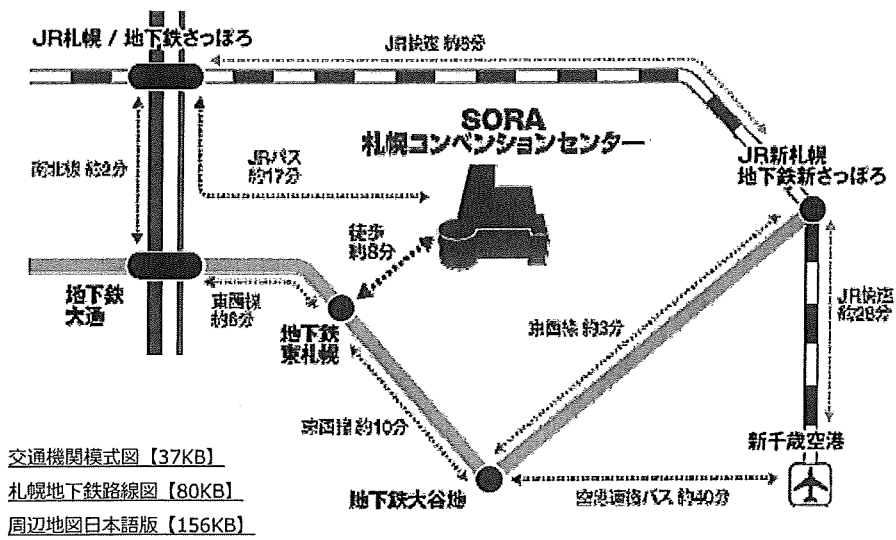 JR札幌 / 地下鉄さっぽろ
JR快速 約8分
SORA
札幌コンベンションセンター
JR新札幌
地下鉄新さっぽろ
南北線 約2分
JRバス
約17分
徒歩
約8分
地下鉄
大通
東西線
約6分
地下鉄
東札幌
東西線 約3分
JR快速
約28分
東西線 約10分
新千歳空港
地下鉄大谷地
空港連絡バス 約40分
交通機関模式図【37KB】
札幌地下鉄路線図【80KB】
周辺地図日本語版【156KB】